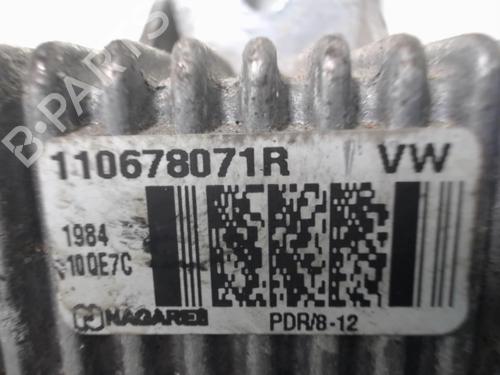 110678071R VW
1984
10QE7C
NAGARES
PDR/8-12
B-PARTS